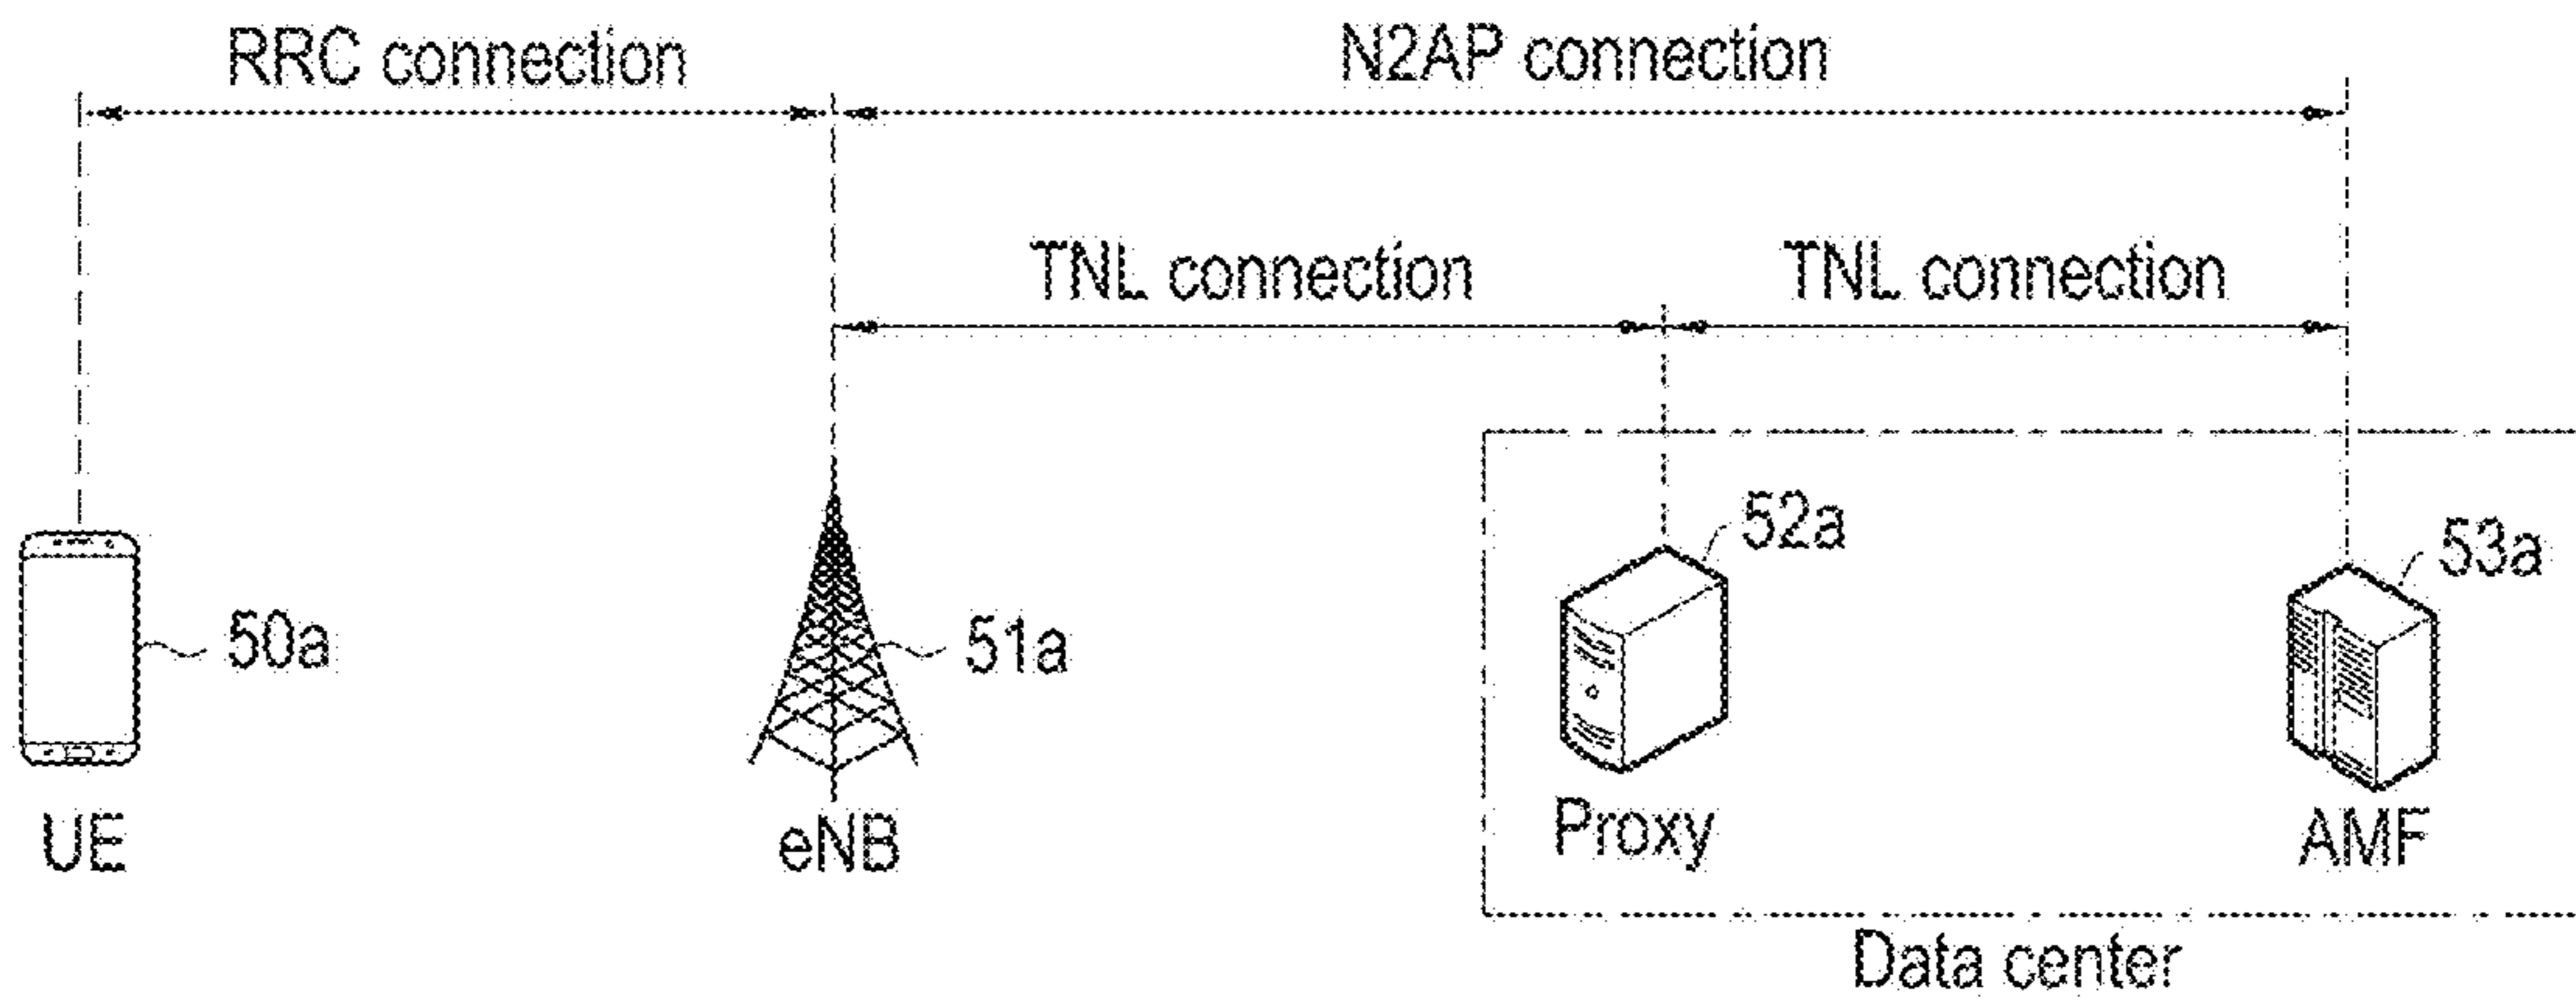 RRC connection
N2AP connection
TNL connection
TNL connection
52a
53a
50a
51a
UE
eNB
Proxy
AMF
Data center